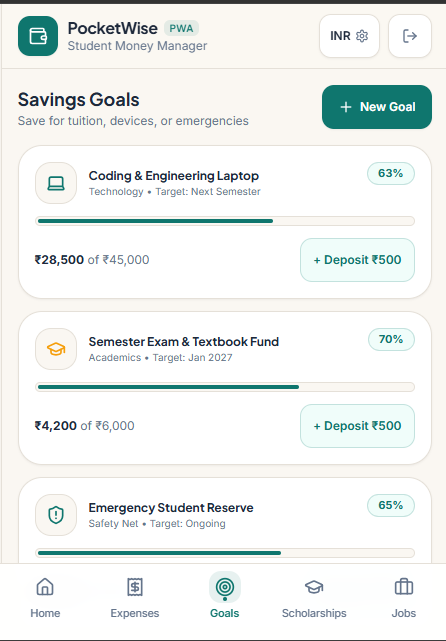 PocketWise PWA
Student Money Manager
INR
Savings Goals
Save for tuition, devices, or emergencies
+ New Goal
Coding & Engineering Laptop
63%
Technology • Target: Next Semester
₹28,500 of ₹45,000
+ Deposit ₹500
Semester Exam & Textbook Fund
70%
Academics • Target: Jan 2027
₹4,200 of ₹6,000
+ Deposit ₹500
Emergency Student Reserve
65%
Safety Net • Target: Ongoing
Home
Expenses
Goals
Scholarships
Jobs